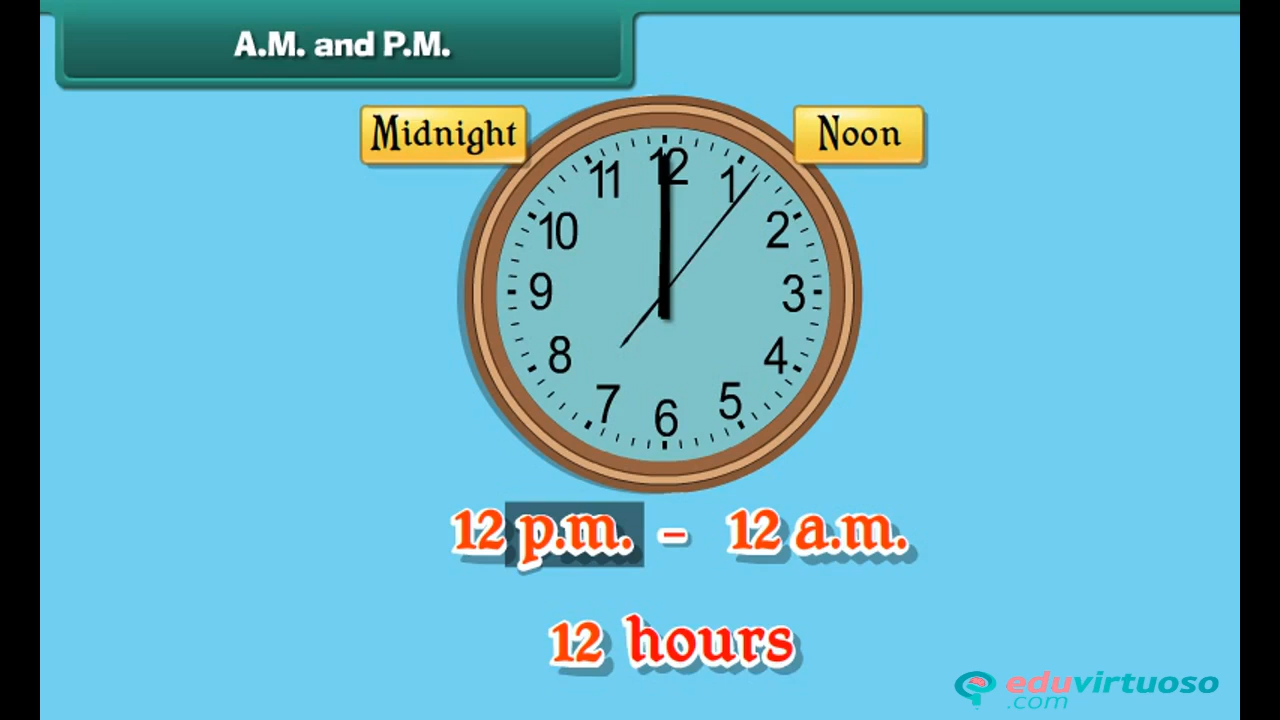 A.M. and P.M.
Midnight
Noon
12
11
1
10
2
9
3
8
4
7
5
6
12 p.m. - 12 a.m.
12 hours
eduvirtuoso
.com